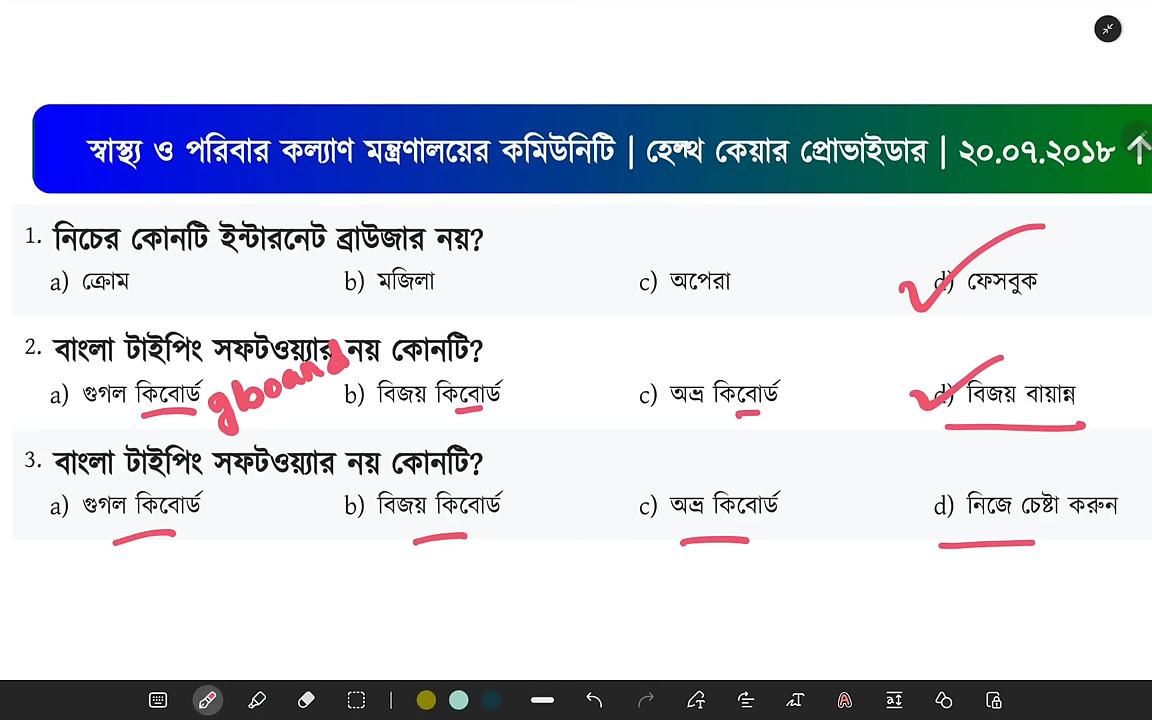 স্বাস্থ্য ও পরিবার কল্যাণ মন্ত্রণালয়ের কমিউনিটি | হেল্থ কেয়ার প্রোভাইডার | ২০.০৭.২০১৮
1. নিচের কোনটি ইন্টারনেট ব্রাউজার নয়?
a) ক্রোম b) মজিলা c) অপেরা d) ফেসবুক
2. বাংলা টাইপিং সফটওয়্যার নয় কোনটি?
a) গুগল কিবোর্ড gboand b) বিজয় কিবোর্ড c) অভ্র কিবোর্ড d) বিজয় বায়ান্ন
3. বাংলা টাইপিং সফটওয়্যার নয় কোনটি?
a) গুগল কিবোর্ড b) বিজয় কিবোর্ড c) অভ্র কিবোর্ড d) নিজে চেষ্টা করুন